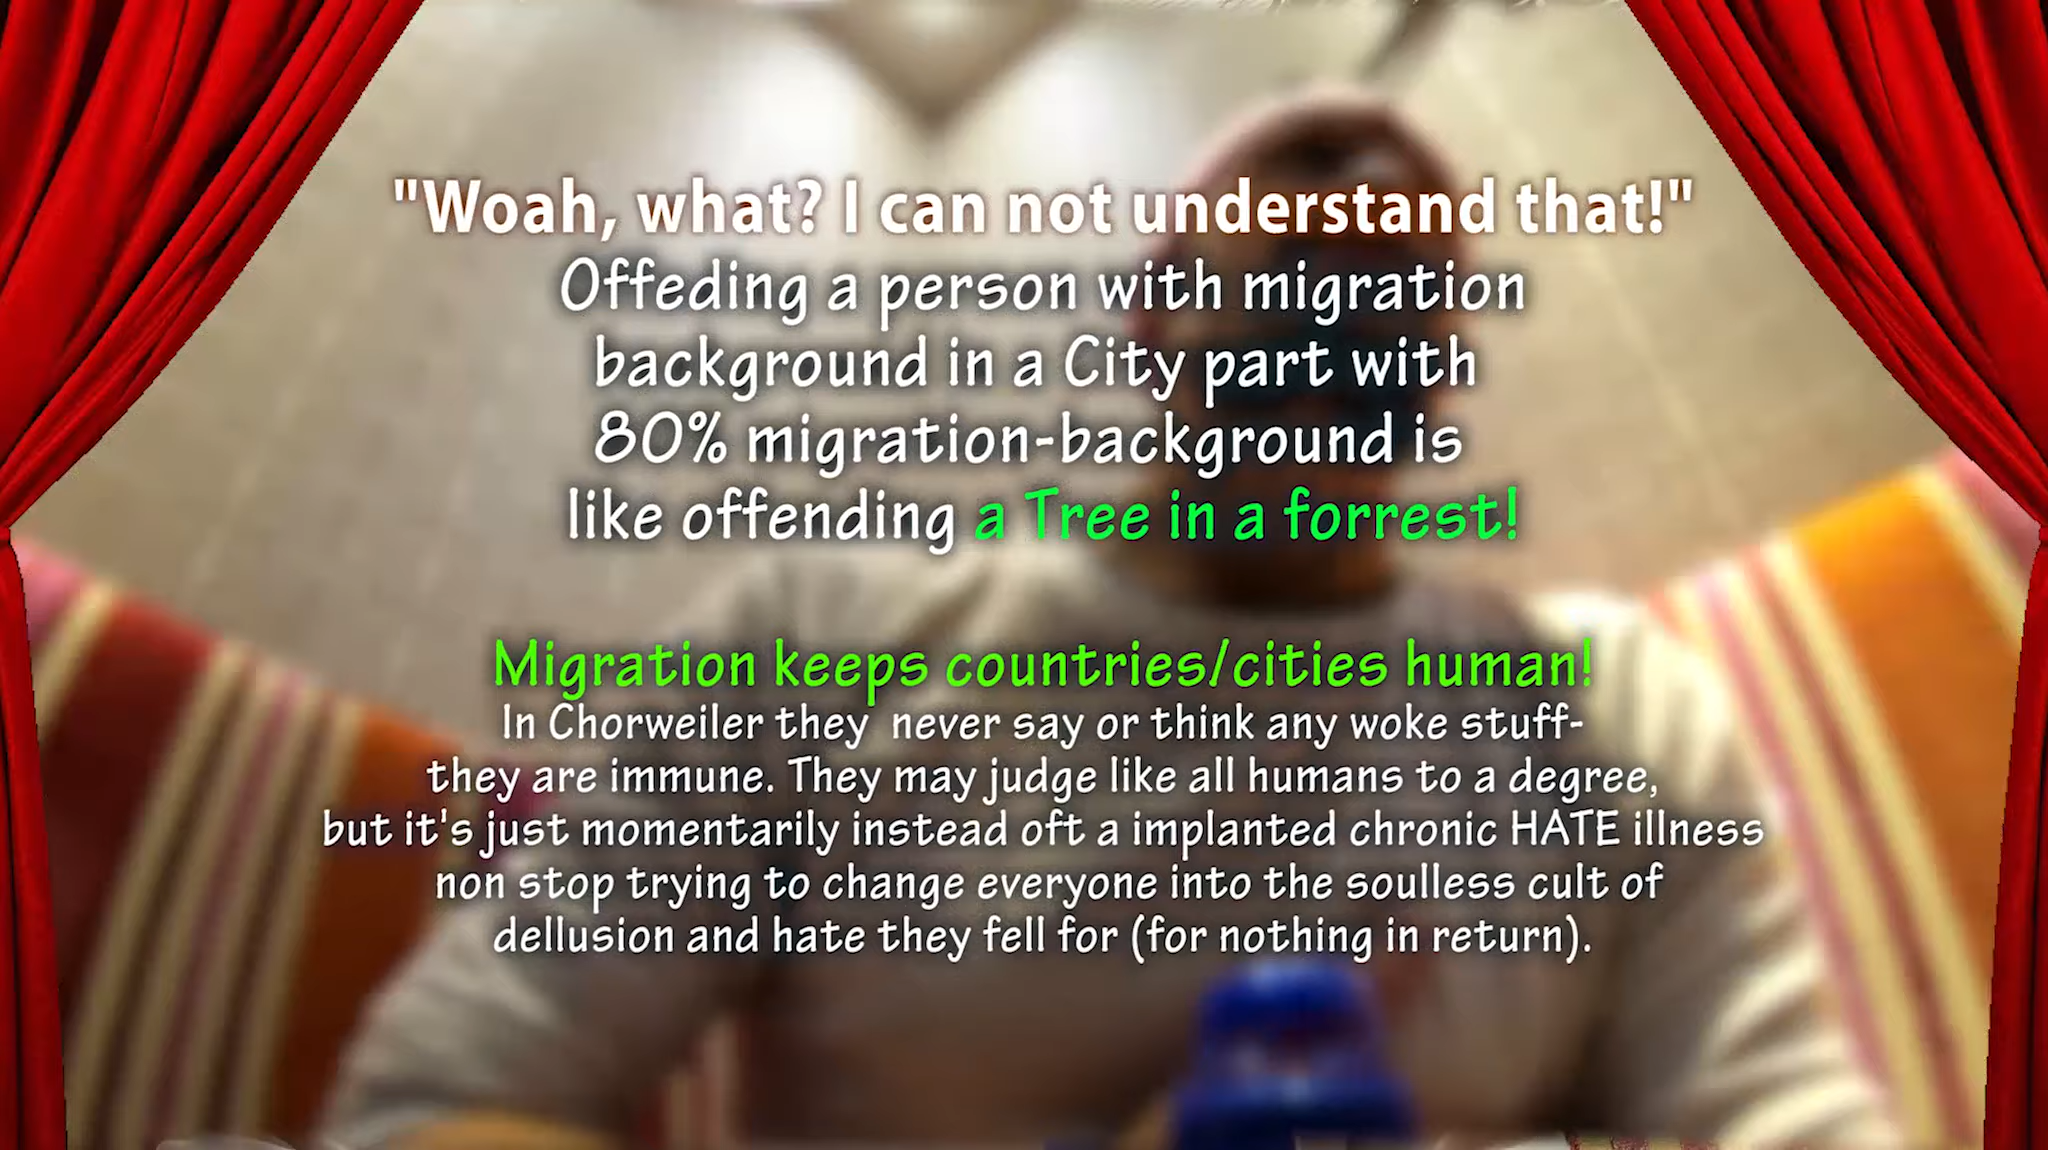 "Woah, what? I can not understand that!"
Offeding a person with migration
background in a City part with
80% migration-background is
like offending a Tree in a forrest!
Migration keeps countries/cities human!
In Chorweiler they never say or think any woke stuff-
they are immune. They may judge like all humans to a degree,
but it's just momentarily instead oft a implanted chronic HATE illness
non stop trying to change everyone into the soulless cult of
dellusion and hate they fell for (for nothing in return).